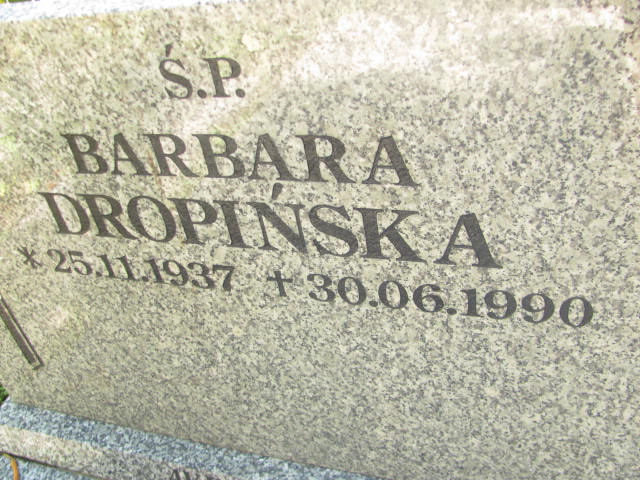 Ś.P.
BARBARA
DROPIŃSKA
* 25.11.1937 + 30.06.1990